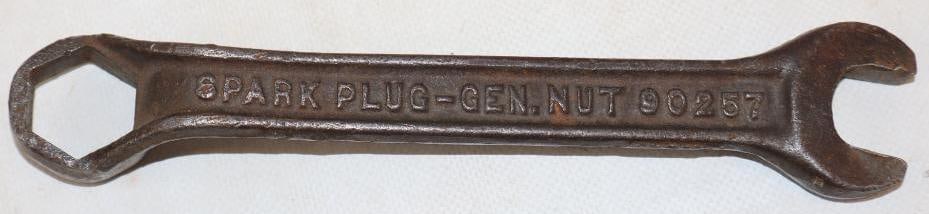 SPARK PLUG-GEN. NUT 90257